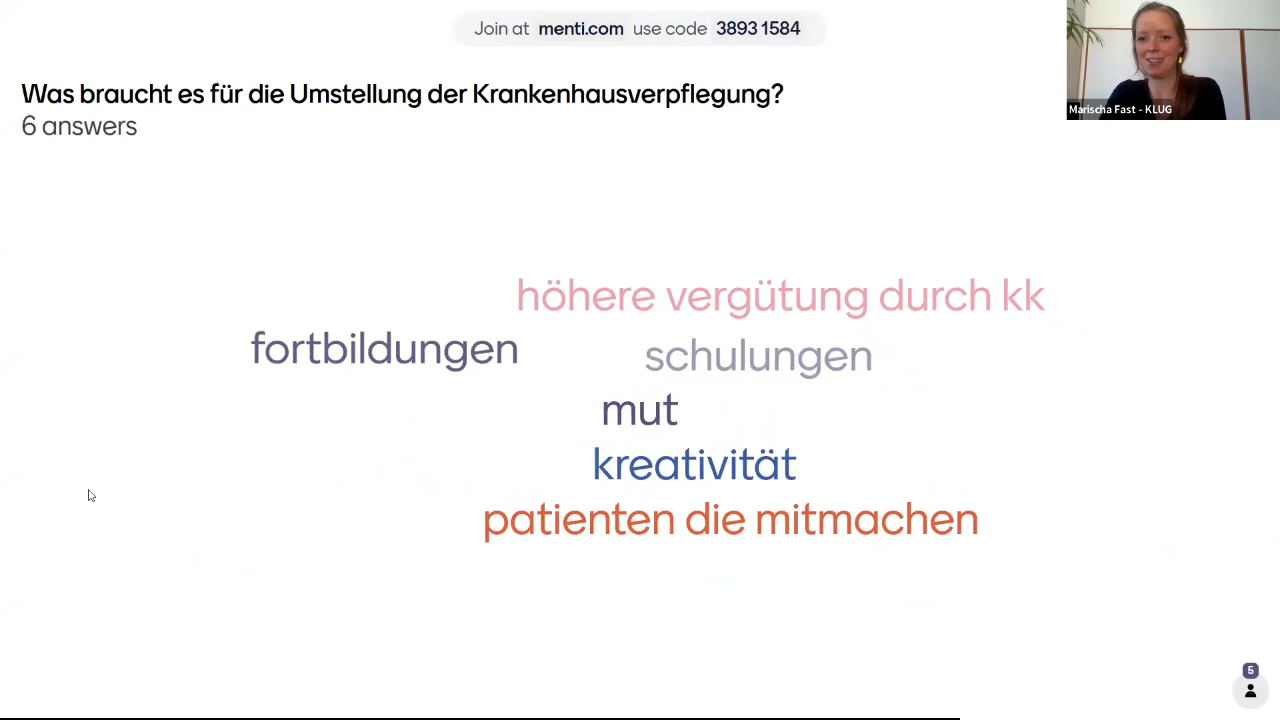 Join at menti.com use code 3893 1584
Marischa Fast - KLUG
Was braucht es für die Umstellung der Krankenhausverpflegung?
6 answers
höhere vergütung durch kk
fortbildungen
schulungen
mut
kreativität
patienten die mitmachen
5